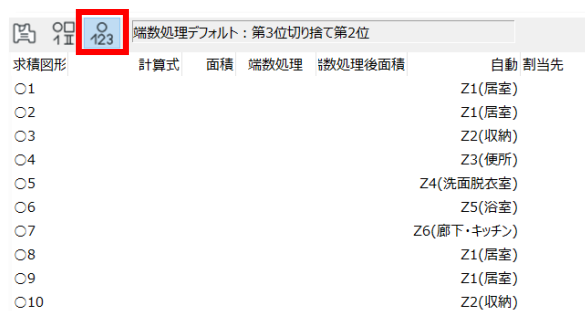 123 端数処理デフォルト：第3位切り捨て第2位
求積図形 計算式 面積 端数処理 端数処理後面積 自動 割当先
○1 Z1(居室)
○2 Z1(居室)
○3 Z2(収納)
○4 Z3(便所)
○5 Z4(洗面脱衣室)
○6 Z5(浴室)
○7 Z6(廊下・キッチン)
○8 Z1(居室)
○9 Z1(居室)
○10 Z2(収納)